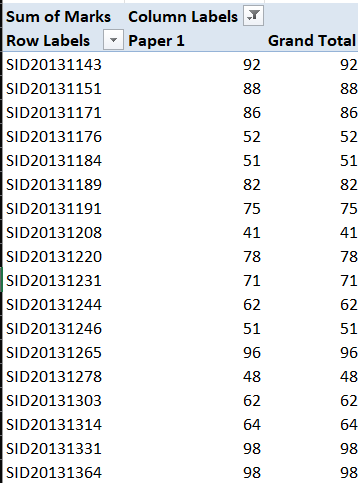 Sum of Marks Column Labels
Row Labels Paper 1 Grand Total
SID20131143 92 92
SID20131151 88 88
SID20131171 86 86
SID20131176 52 52
SID20131184 51 51
SID20131189 82 82
SID20131191 75 75
SID20131208 41 41
SID20131220 78 78
SID20131231 71 71
SID20131244 62 62
SID20131246 51 51
SID20131265 96 96
SID20131278 48 48
SID20131303 62 62
SID20131314 64 64
SID20131331 98 98
SID20131364 98 98